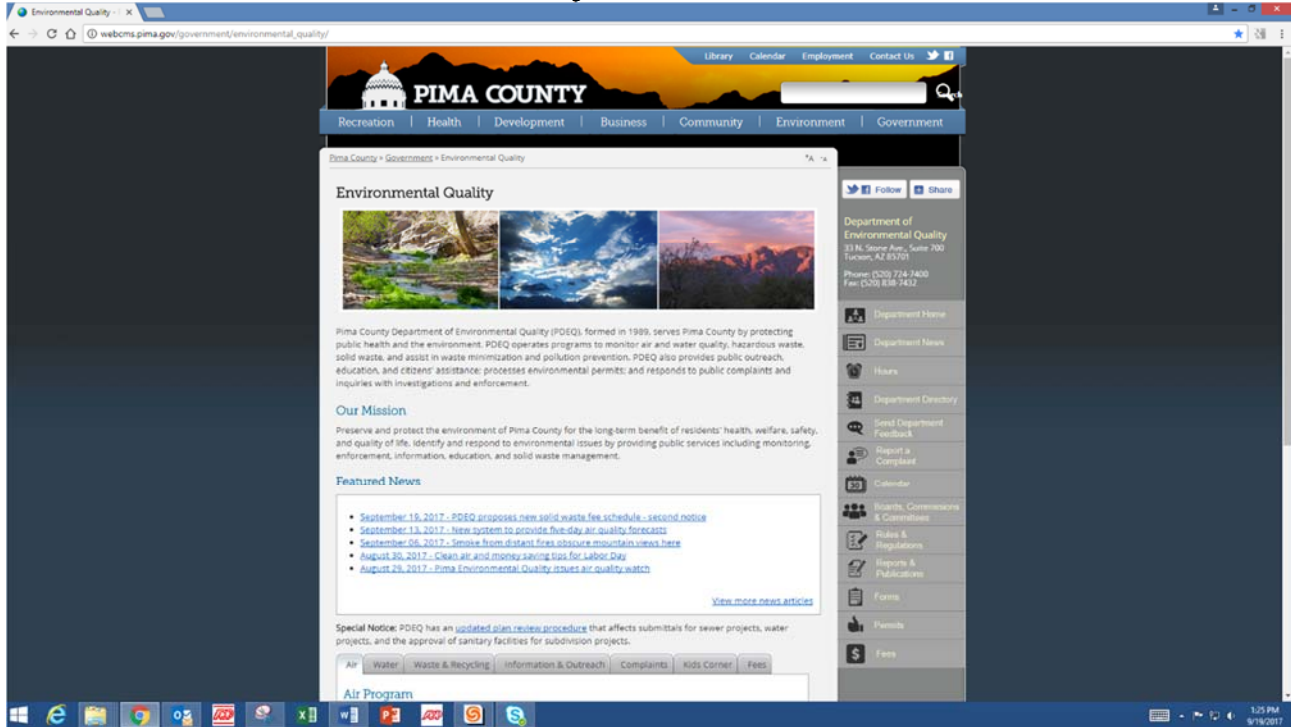 Environmental Quality -
webcms.pima.gov/government/environmental_quality/
Library Calendar Employment Contact Us
PIMA COUNTY
Search
Recreation | Health | Development | Business | Community | Environment | Government
Pima County » Government » Environmental Quality
Environmental Quality
Pima County Department of Environmental Quality (PDEQ), formed in 1989, serves Pima County by protecting
public health and the environment. PDEQ operates programs to monitor air and water quality, hazardous waste,
solid waste, and assist in waste minimization and pollution prevention. PDEQ also provides public outreach,
education, and citizens' assistance; processes environmental permits; and responds to public complaints and
inquiries with investigations and enforcement.
Our Mission
Preserve and protect the environment of Pima County for the long-term benefit of residents' health, welfare, safety,
and quality of life. Identify and respond to environmental issues by providing public services including monitoring,
enforcement, information, education, and solid waste management.
Featured News
September 19, 2017 - PDEQ proposes new solid waste fee schedule - second notice
September 13, 2017 - New system to provide five-day air quality forecasts
September 06, 2017 - Smoke from distant fires obscure mountain views here
August 30, 2017 - Clean air and money saving tips for Labor Day
August 29, 2017 - Pima Environmental Quality issues air quality watch
View more news articles
Special Notice: PDEQ has an updated plan review procedure that affects submittals for sewer projects, water
projects, and the approval of sanitary facilities for subdivision projects.
Air Water Waste & Recycling Information & Outreach Complaints Kids Corner Fees
Air Program
Follow Share
Department of
Environmental Quality
33 N. Stone Ave., Suite 700
Tucson, AZ 85701
Phone: (520) 724-7400
Fax: (520) 838-7432
Department Home
Department News
Hours
Department Directory
Send Department
Feedback
Report a
Complaint
Calendar
Boards, Commissions
& Committees
Rules &
Regulations
Reports &
Publications
Forms
Permits
Fees
1:25 PM
9/19/2017